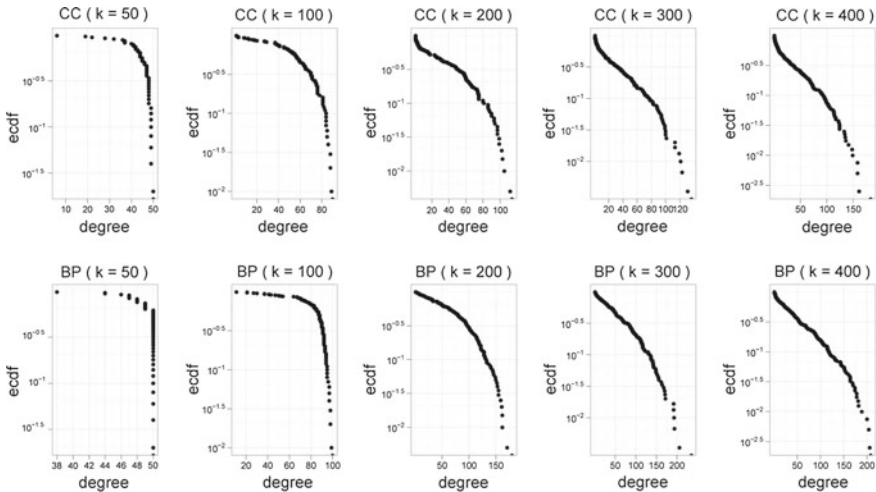 CC ( k = 50 )
CC ( k = 100 )
CC ( k = 200 )
CC ( k = 300 )
CC ( k = 400 )
ecdf
10^-0.5
10^-1
10^-1.5
10 20 30 40 50
degree
ecdf
10^-0.5
10^-1
10^-1.5
10^-2
20 40 60 80
degree
ecdf
10^-0.5
10^-1
10^-1.5
10^-2
20 40 60 80 100
degree
ecdf
10^-0.5
10^-1
10^-1.5
10^-2
20 40 60 80 100 120
degree
ecdf
10^-0.5
10^-1
10^-1.5
10^-2
10^-2.5
50 100 150
degree
BP ( k = 50 )
BP ( k = 100 )
BP ( k = 200 )
BP ( k = 300 )
BP ( k = 400 )
ecdf
10^-0.5
10^-1
10^-1.5
38 40 42 44 46 48 50
degree
ecdf
10^-0.5
10^-1
10^-1.5
10^-2
20 40 60 80 100
degree
ecdf
10^-0.5
10^-1
10^-1.5
10^-2
50 100 150
degree
ecdf
10^-0.5
10^-1
10^-1.5
10^-2
50 100 150 200
degree
ecdf
10^-0.5
10^-1
10^-1.5
10^-2
10^-2.5
50 100 150 200
degree